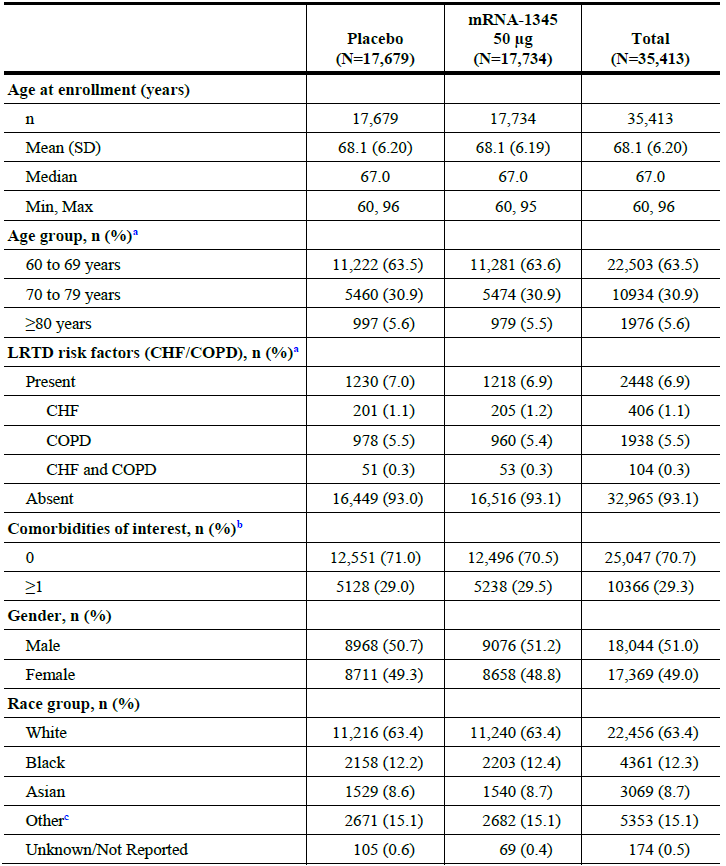 Placebo
(N=17,679)
mRNA-1345
50 µg
(N=17,734)
Total
(N=35,413)
Age at enrollment (years)
n 17,679 17,734 35,413
Mean (SD) 68.1 (6.20) 68.1 (6.19) 68.1 (6.20)
Median 67.0 67.0 67.0
Min, Max 60, 96 60, 95 60, 96
Age group, n (%)a
60 to 69 years 11,222 (63.5) 11,281 (63.6) 22,503 (63.5)
70 to 79 years 5460 (30.9) 5474 (30.9) 10934 (30.9)
≥80 years 997 (5.6) 979 (5.5) 1976 (5.6)
LRTD risk factors (CHF/COPD), n (%)a
Present 1230 (7.0) 1218 (6.9) 2448 (6.9)
CHF 201 (1.1) 205 (1.2) 406 (1.1)
COPD 978 (5.5) 960 (5.4) 1938 (5.5)
CHF and COPD 51 (0.3) 53 (0.3) 104 (0.3)
Absent 16,449 (93.0) 16,516 (93.1) 32,965 (93.1)
Comorbidities of interest, n (%)b
0 12,551 (71.0) 12,496 (70.5) 25,047 (70.7)
≥1 5128 (29.0) 5238 (29.5) 10366 (29.3)
Gender, n (%)
Male 8968 (50.7) 9076 (51.2) 18,044 (51.0)
Female 8711 (49.3) 8658 (48.8) 17,369 (49.0)
Race group, n (%)
White 11,216 (63.4) 11,240 (63.4) 22,456 (63.4)
Black 2158 (12.2) 2203 (12.4) 4361 (12.3)
Asian 1529 (8.6) 1540 (8.7) 3069 (8.7)
Otherc 2671 (15.1) 2682 (15.1) 5353 (15.1)
Unknown/Not Reported 105 (0.6) 69 (0.4) 174 (0.5)